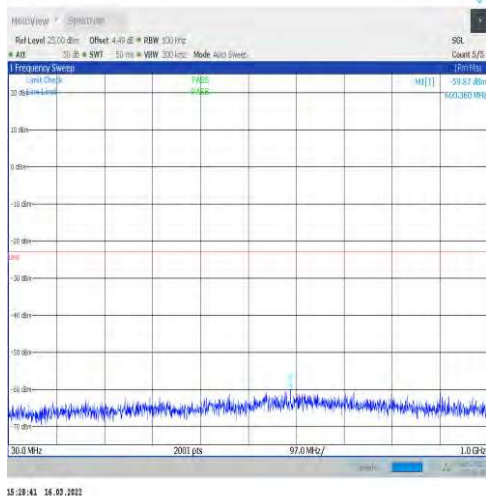 MultiView Spectrum
Ref Level 25.00 dBm Offset 4.49 dB RBW 100 kHz SGL
Att 30 dB SWT 50 ms VBW 300 kHz Mode Auto Sweep Count 5/5
1 Frequency Sweep 1Pm Max
Limit Check PASS M1[1] -59.87 dBm
20 dBm PASS 600.360 MHz
10 dBm
0 dBm
-10 dBm
-20 dBm
-30 dBm
-40 dBm
-50 dBm
-60 dBm
-70 dBm
30.0 MHz 2001 pts 97.0 MHz/ 1.0 GHz
15:28:41 16.03.2022